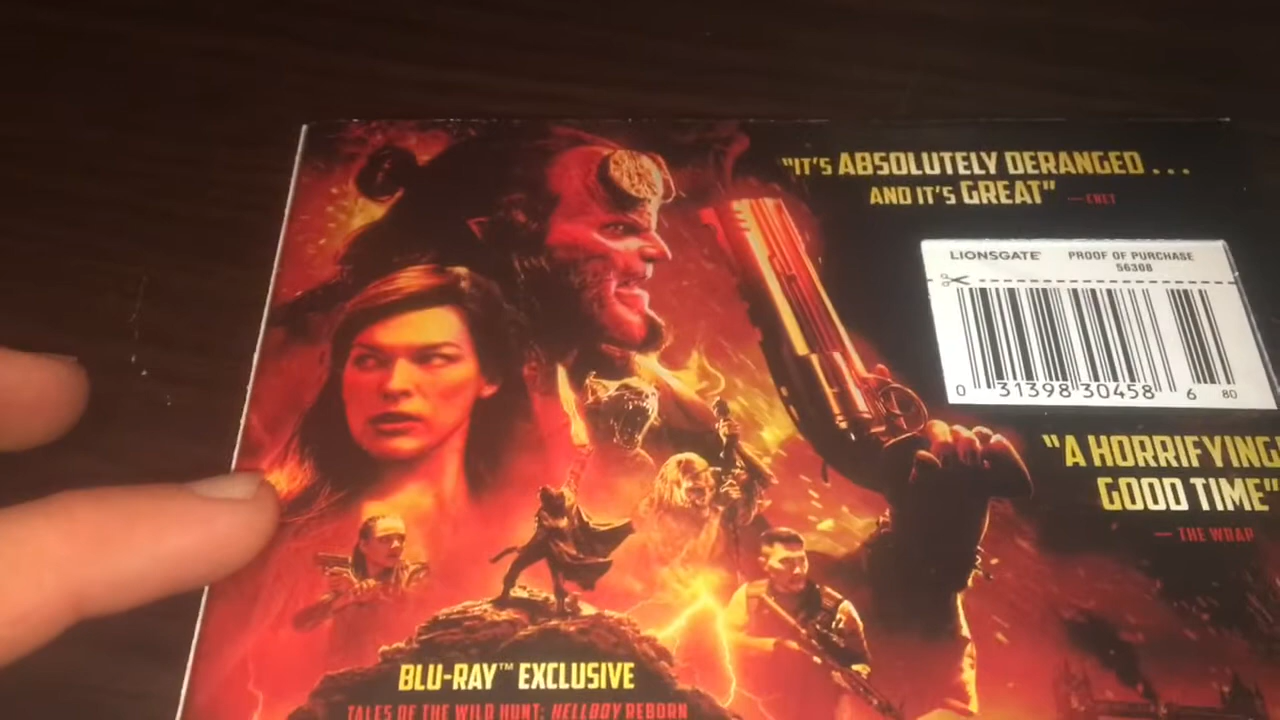 "IT'S ABSOLUTELY DERANGED...
AND IT'S GREAT" — CNET
LIONSGATE PROOF OF PURCHASE
56308
0 31398 30458 6 80
"A HORRIFYING
GOOD TIME"
— THE WRAP
BLU-RAY™ EXCLUSIVE
TALES OF THE WILD HUNT: HELLBOY REBORN